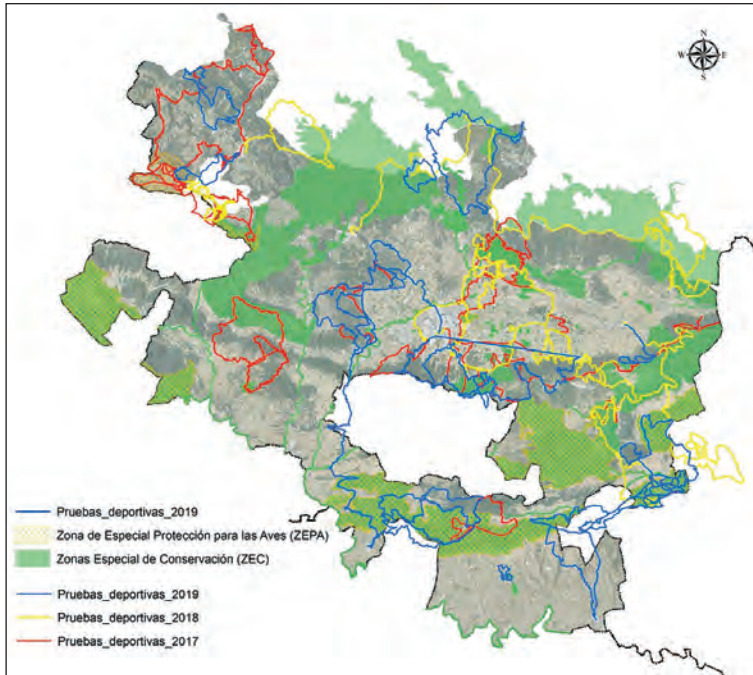 N
W E
S
Pruebas_deportivas_2019
Zona de Especial Protección para las Aves (ZEPA)
Zonas Especial de Conservación (ZEC)
Pruebas_deportivas_2019
Pruebas_deportivas_2018
Pruebas_deportivas_2017